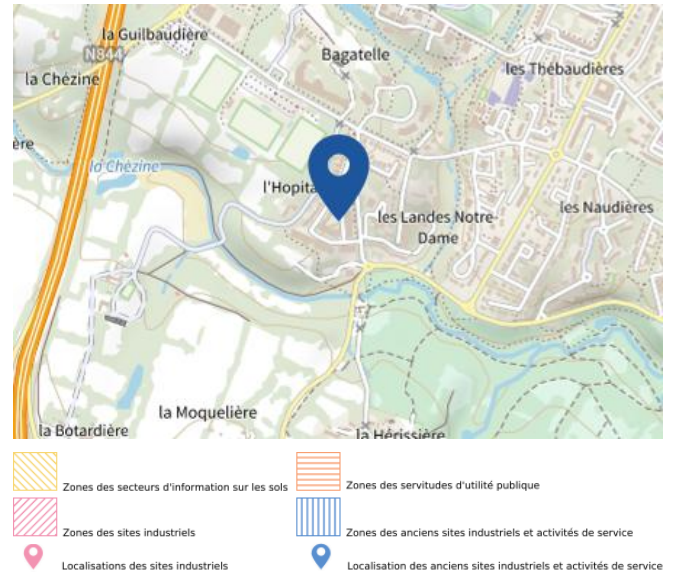 la Guilbaudière
N844
Bagatelle
les Thébaudières
la Chézine
ère
la Chézine
l'Hopita
les Landes Notre-
Dame
les Naudières
la Moquelière
la Botardière
la Hérissière
Zones des secteurs d'information sur les sols
Zones des servitudes d'utilité publique
Zones des sites industriels
Zones des anciens sites industriels et activités de service
Localisations des sites industriels
Localisation des anciens sites industriels et activités de service